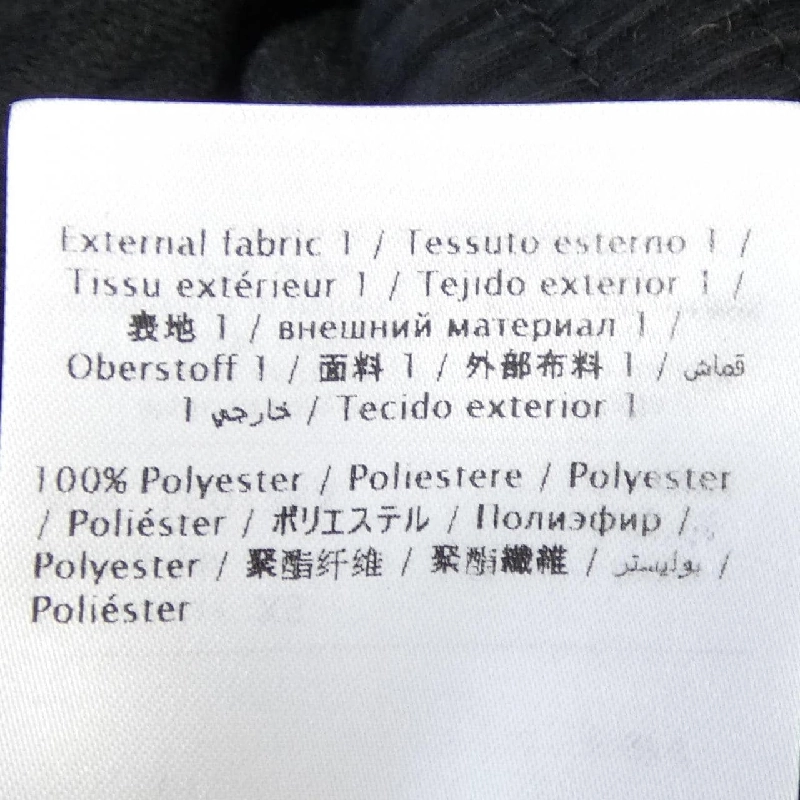 External fabric 1 / Tessuto esterno 1 /
Tissu extérieur 1 / Tejido exterior 1 /
表地 1 / внешний материал 1 /
Oberstoff 1 / 面料 1 / 外部布料 1 / قماش
خارجي 1 / Tecido exterior 1
100% Polyester / Poliestere / Polyester
/ Poliéster / ポリエステル / Полиэфир /
Polyester / 聚酯纤维 / 聚酯纖維 / بوليستر /
Poliéster